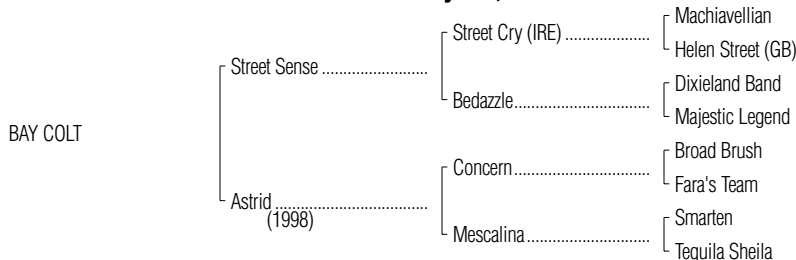 Machiavellian
Street Cry (IRE) ....................
Helen Street (GB)
Street Sense .........................
Dixieland Band
Bedazzle................................
Majestic Legend
BAY COLT
Broad Brush
Concern................................
Fara's Team
Astrid ....................................
(1998)
Smarten
Mescalina.............................
Tequila Sheila